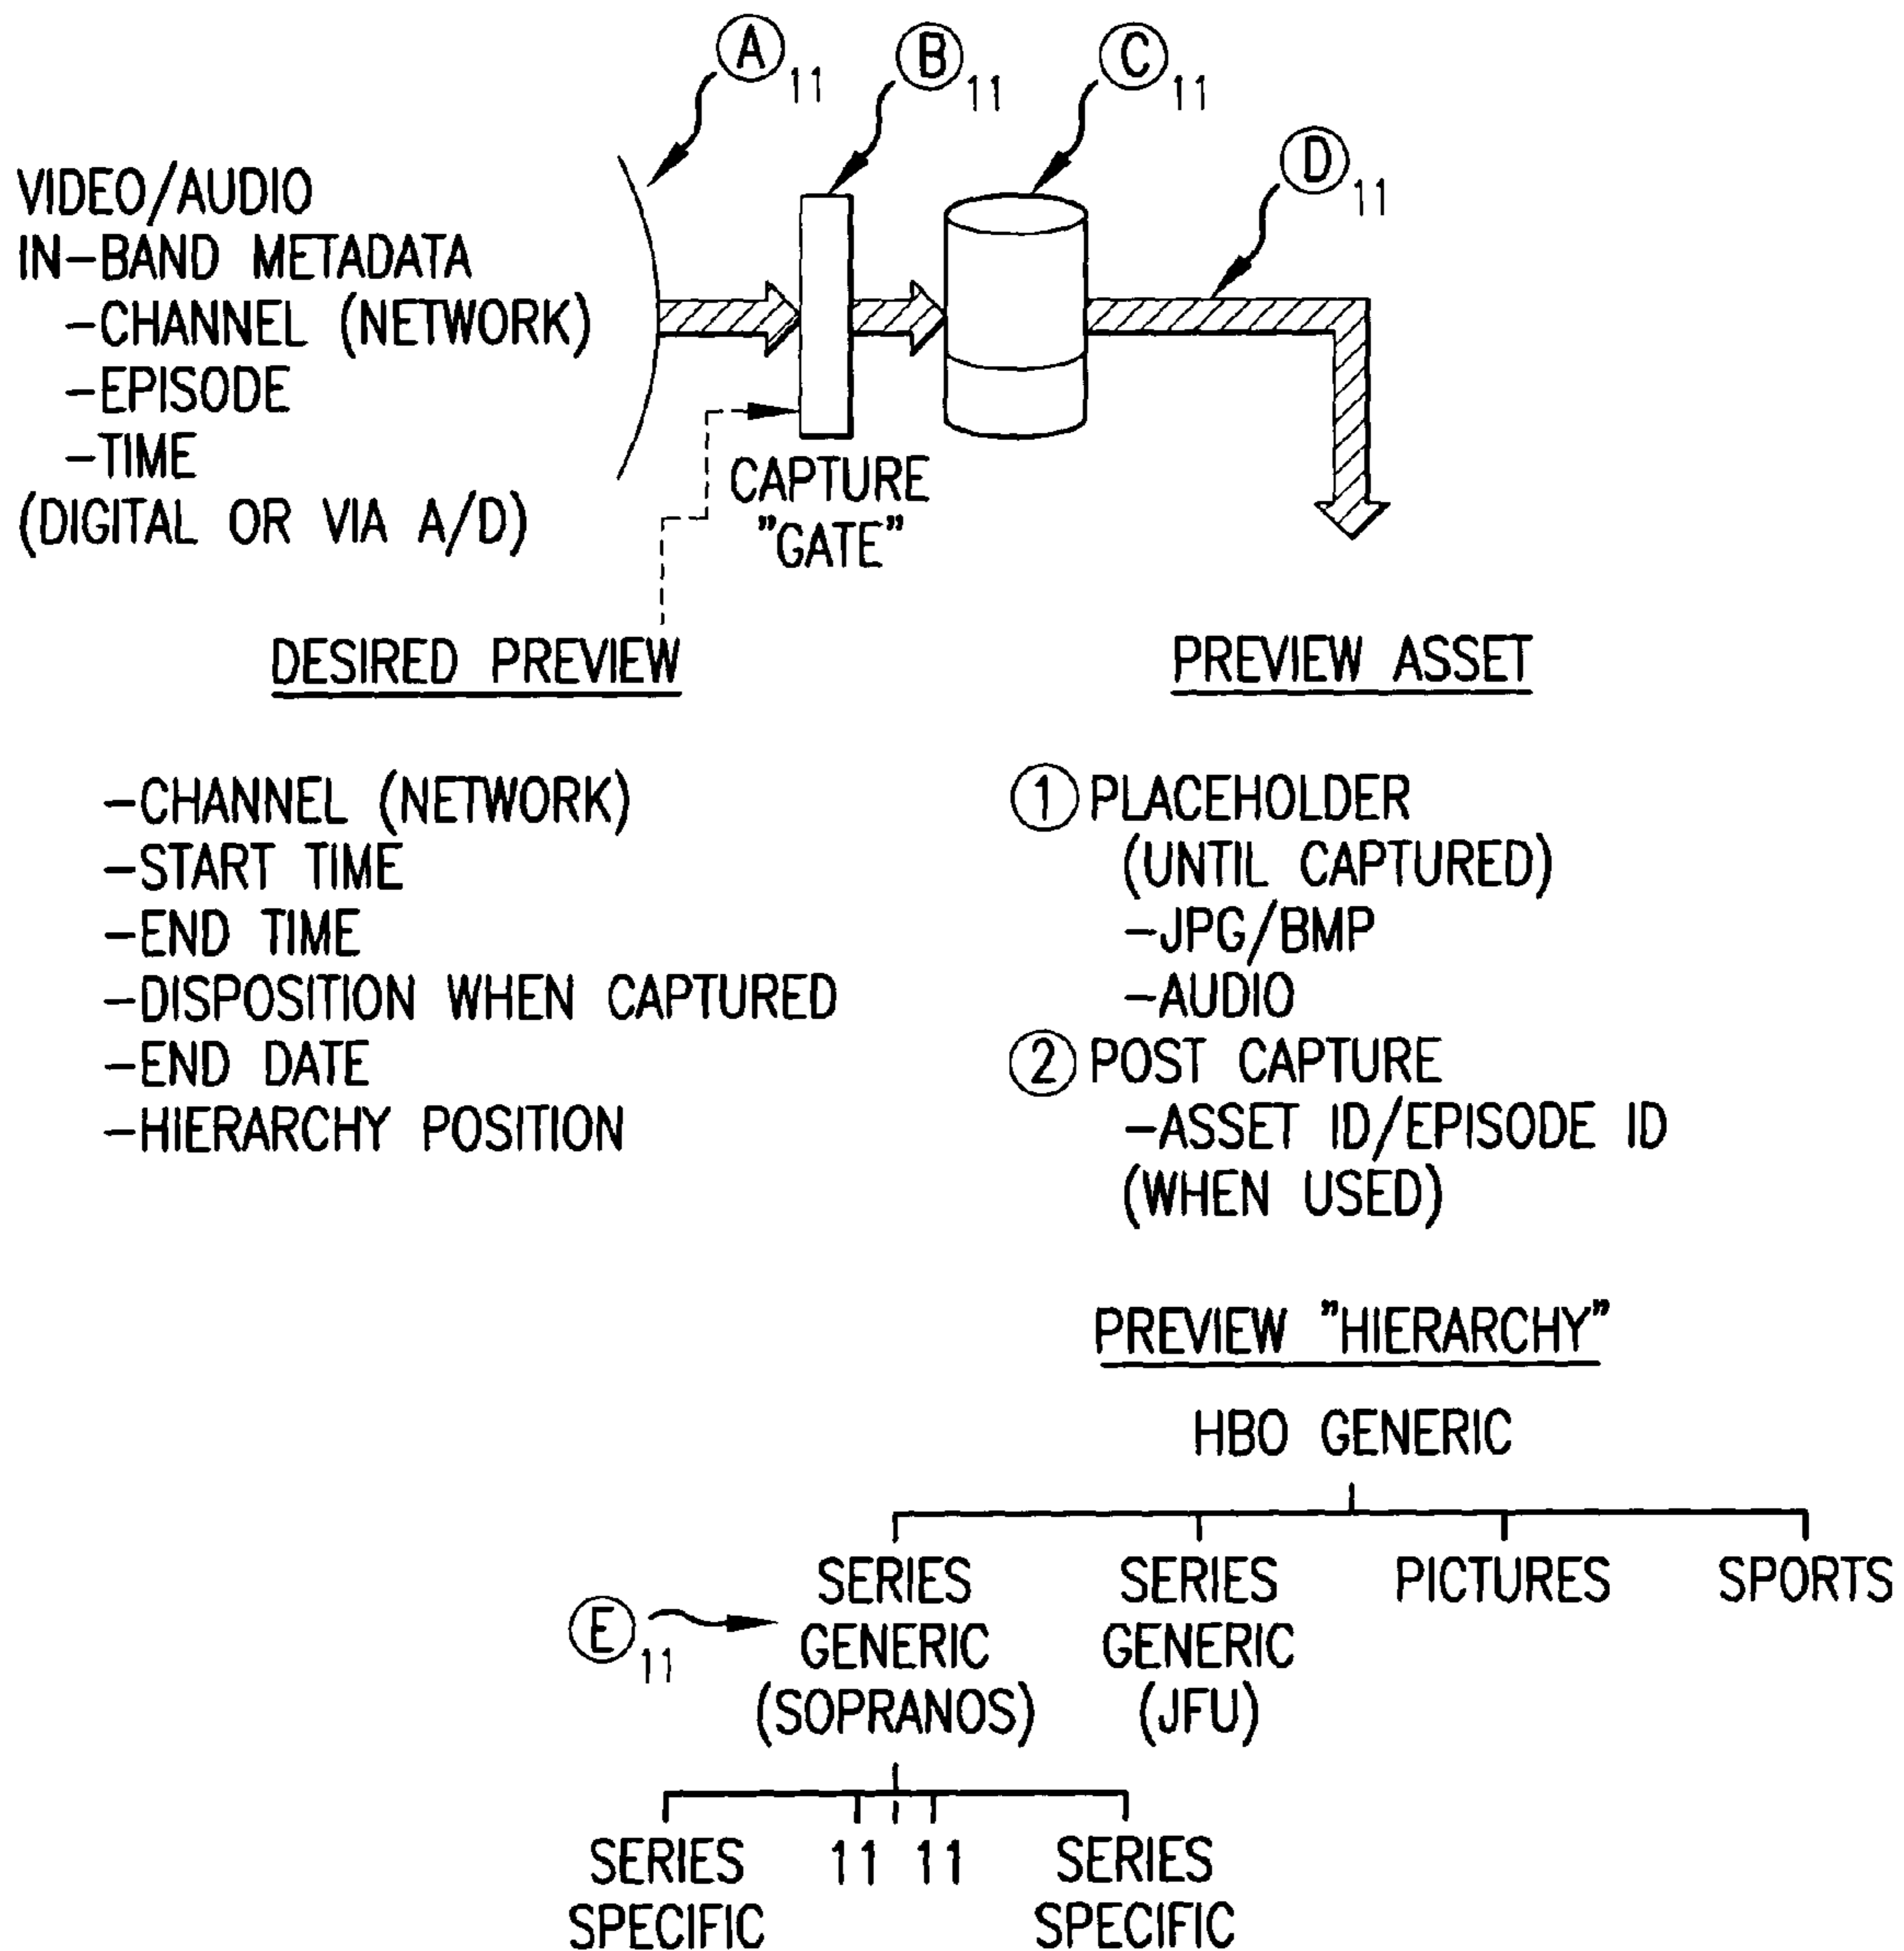 A 11
B 11
C 11
D 11
VIDEO/AUDIO
IN-BAND METADATA
-CHANNEL (NETWORK)
-EPISODE
-TIME
(DIGITAL OR VIA A/D)
CAPTURE
"GATE"
DESIRED PREVIEW
-CHANNEL (NETWORK)
-START TIME
-END TIME
-DISPOSITION WHEN CAPTURED
-END DATE
-HIERARCHY POSITION
PREVIEW ASSET
1 PLACEHOLDER
(UNTIL CAPTURED)
-JPG/BMP
-AUDIO
2 POST CAPTURE
-ASSET ID/EPISODE ID
(WHEN USED)
PREVIEW "HIERARCHY"
HBO GENERIC
SERIES
GENERIC
(SOPRANOS)
SERIES
GENERIC
(JFU)
PICTURES
SPORTS
E 11
SERIES
SPECIFIC
11 11
SERIES
SPECIFIC